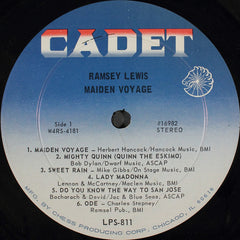 CADET
RAMSEY LEWIS
MAIDEN VOYAGE
Side 1
W4RS-4181
#16982
STEREO
1. MAIDEN VOYAGE - Herbert Hancock/Hancock Music, BMI
2. MIGHTY QUINN (QUINN THE ESKIMO)
Bob Dylan/Dwarf Music, ASCAP
3. SWEET RAIN - Mike Gibbs/On Stage Music, BMI
4. LADY MADONNA
Lennon & McCartney/Maclen Music, BMI
5. DO YOU KNOW THE WAY TO SAN JOSE
Bacharach & David/Jac & Blue Seas, ASCAP
6. ODE - Charles Stepney/
Ramsel Pub., BMI
LPS-811
MFG. BY CHESS PRODUCING CORP. CHICAGO, IL 60616